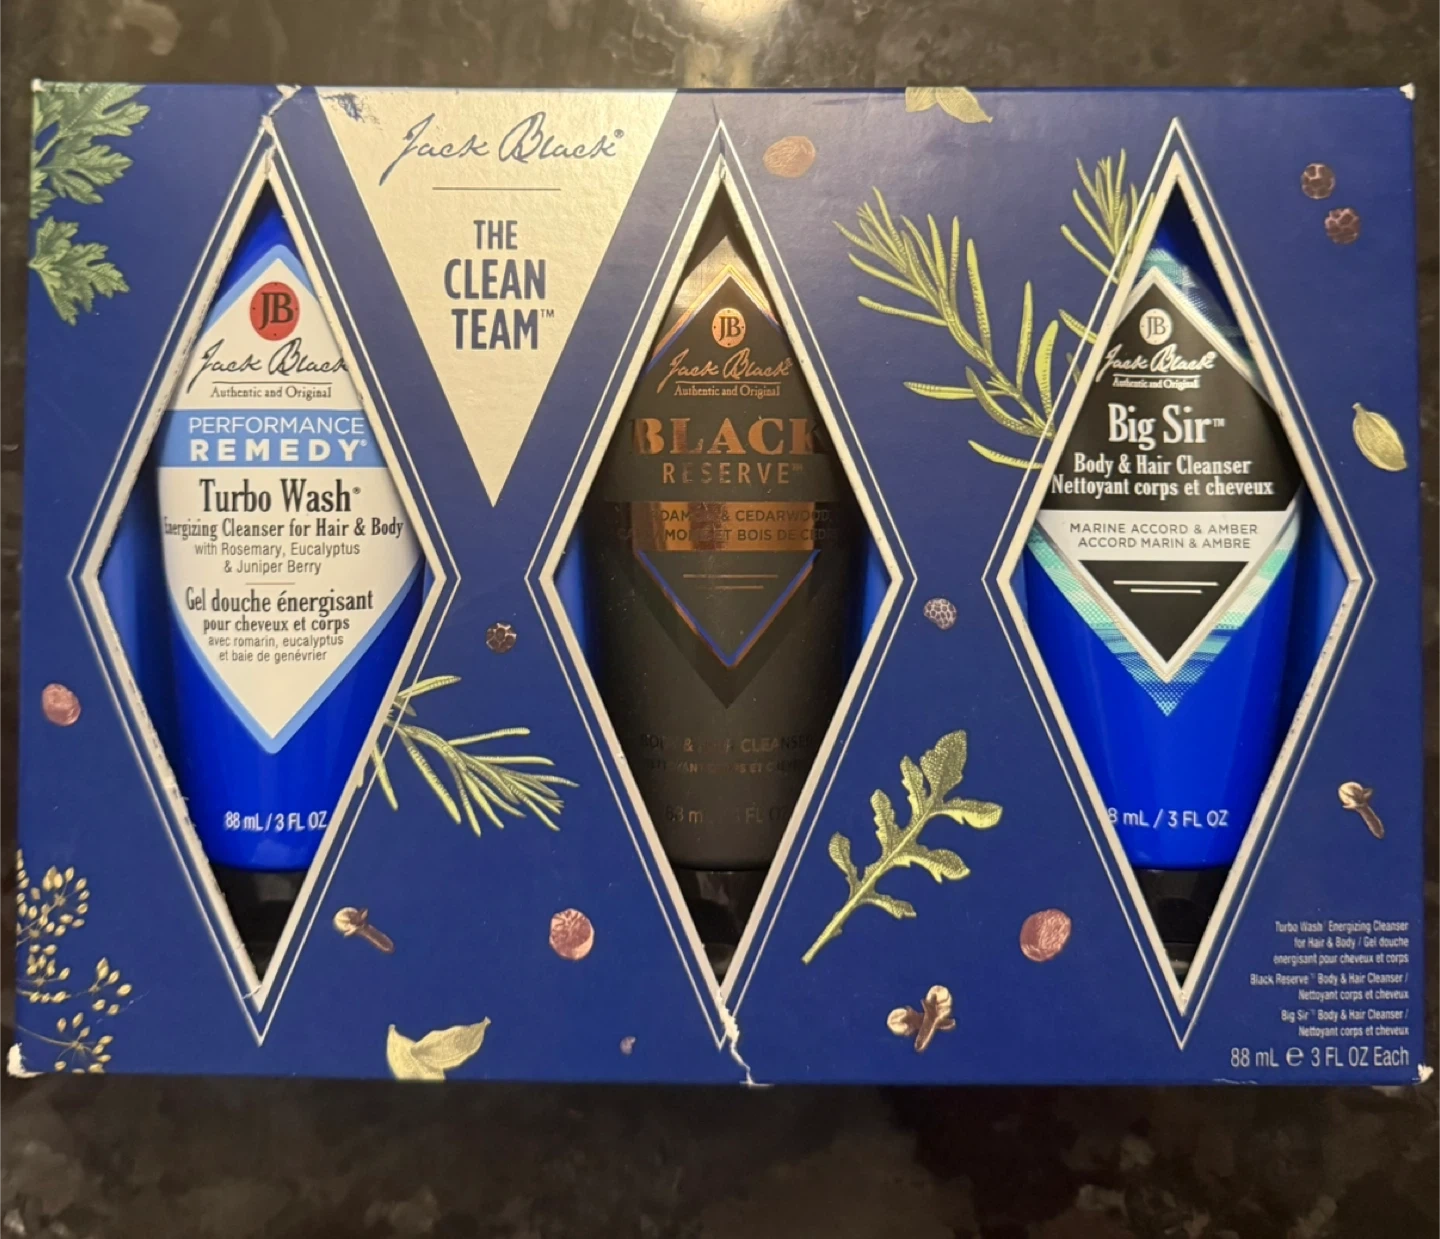 Jack Black®
THE
CLEAN
TEAM™
JB
Jack Black
Authentic and Original
PERFORMANCE
REMEDY®
Turbo Wash®
Energizing Cleanser for Hair & Body
with Rosemary, Eucalyptus
& Juniper Berry
Gel douche énergisant
pour cheveux et corps
avec romarin, eucalyptus
et baie de genévrier
88 mL / 3 FL OZ
JB
Jack Black®
Authentic and Original
BLACK
RESERVE™
& CEDARWOOD
ET BOIS DE
& CLEANSE
JB
Jack Black®
Authentic and Original
Big Sir™
Body & Hair Cleanser
Nettoyant corps et cheveux
MARINE ACCORD & AMBER
ACCORD MARIN & AMBRE
8 mL / 3 FL OZ
Turbo Wash® Energizing Cleanser
for Hair & Body / Gel douche
énergisant pour cheveux et corps
Black Reserve™ Body & Hair Cleanser /
Nettoyant corps et cheveux
Big Sir™ Body & Hair Cleanser /
Nettoyant corps et cheveux
88 mL ℮ 3 FL OZ Each